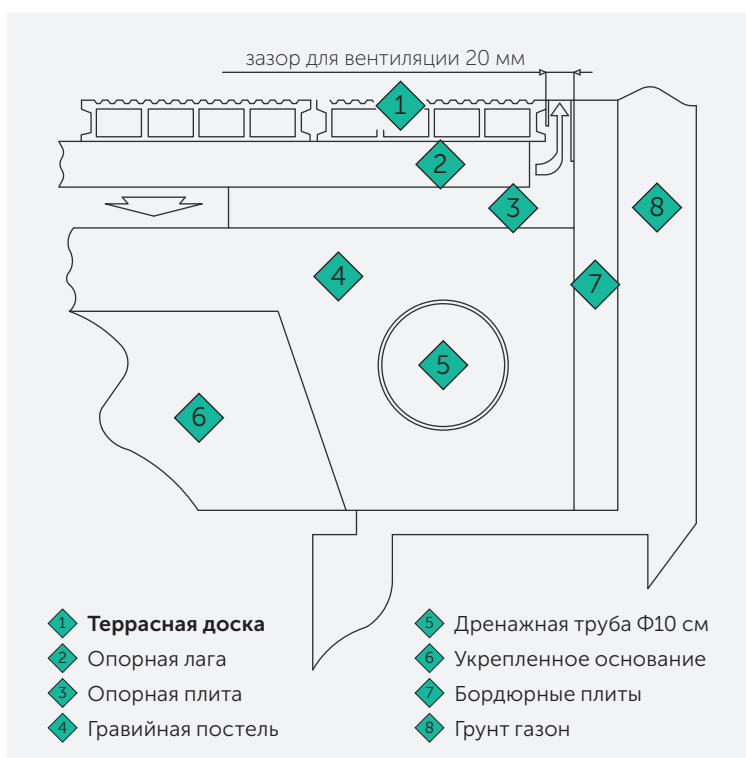 зазор для вентиляции 20 мм
1
2
3
8
4
7
5
6
1 Террасная доска
2 Опорная лага
3 Опорная плита
4 Гравийная постель
5 Дренажная труба Ф10 см
6 Укрепленное основание
7 Бордюрные плиты
8 Грунт газон